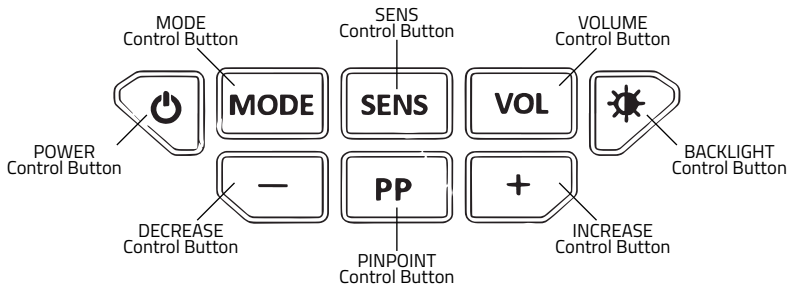 MODE
Control Button
SENS
Control Button
VOLUME
Control Button
MODE
SENS
VOL
POWER
Control Button
BACKLIGHT
Control Button
−
PP
+
DECREASE
Control Button
PINPOINT
Control Button
INCREASE
Control Button